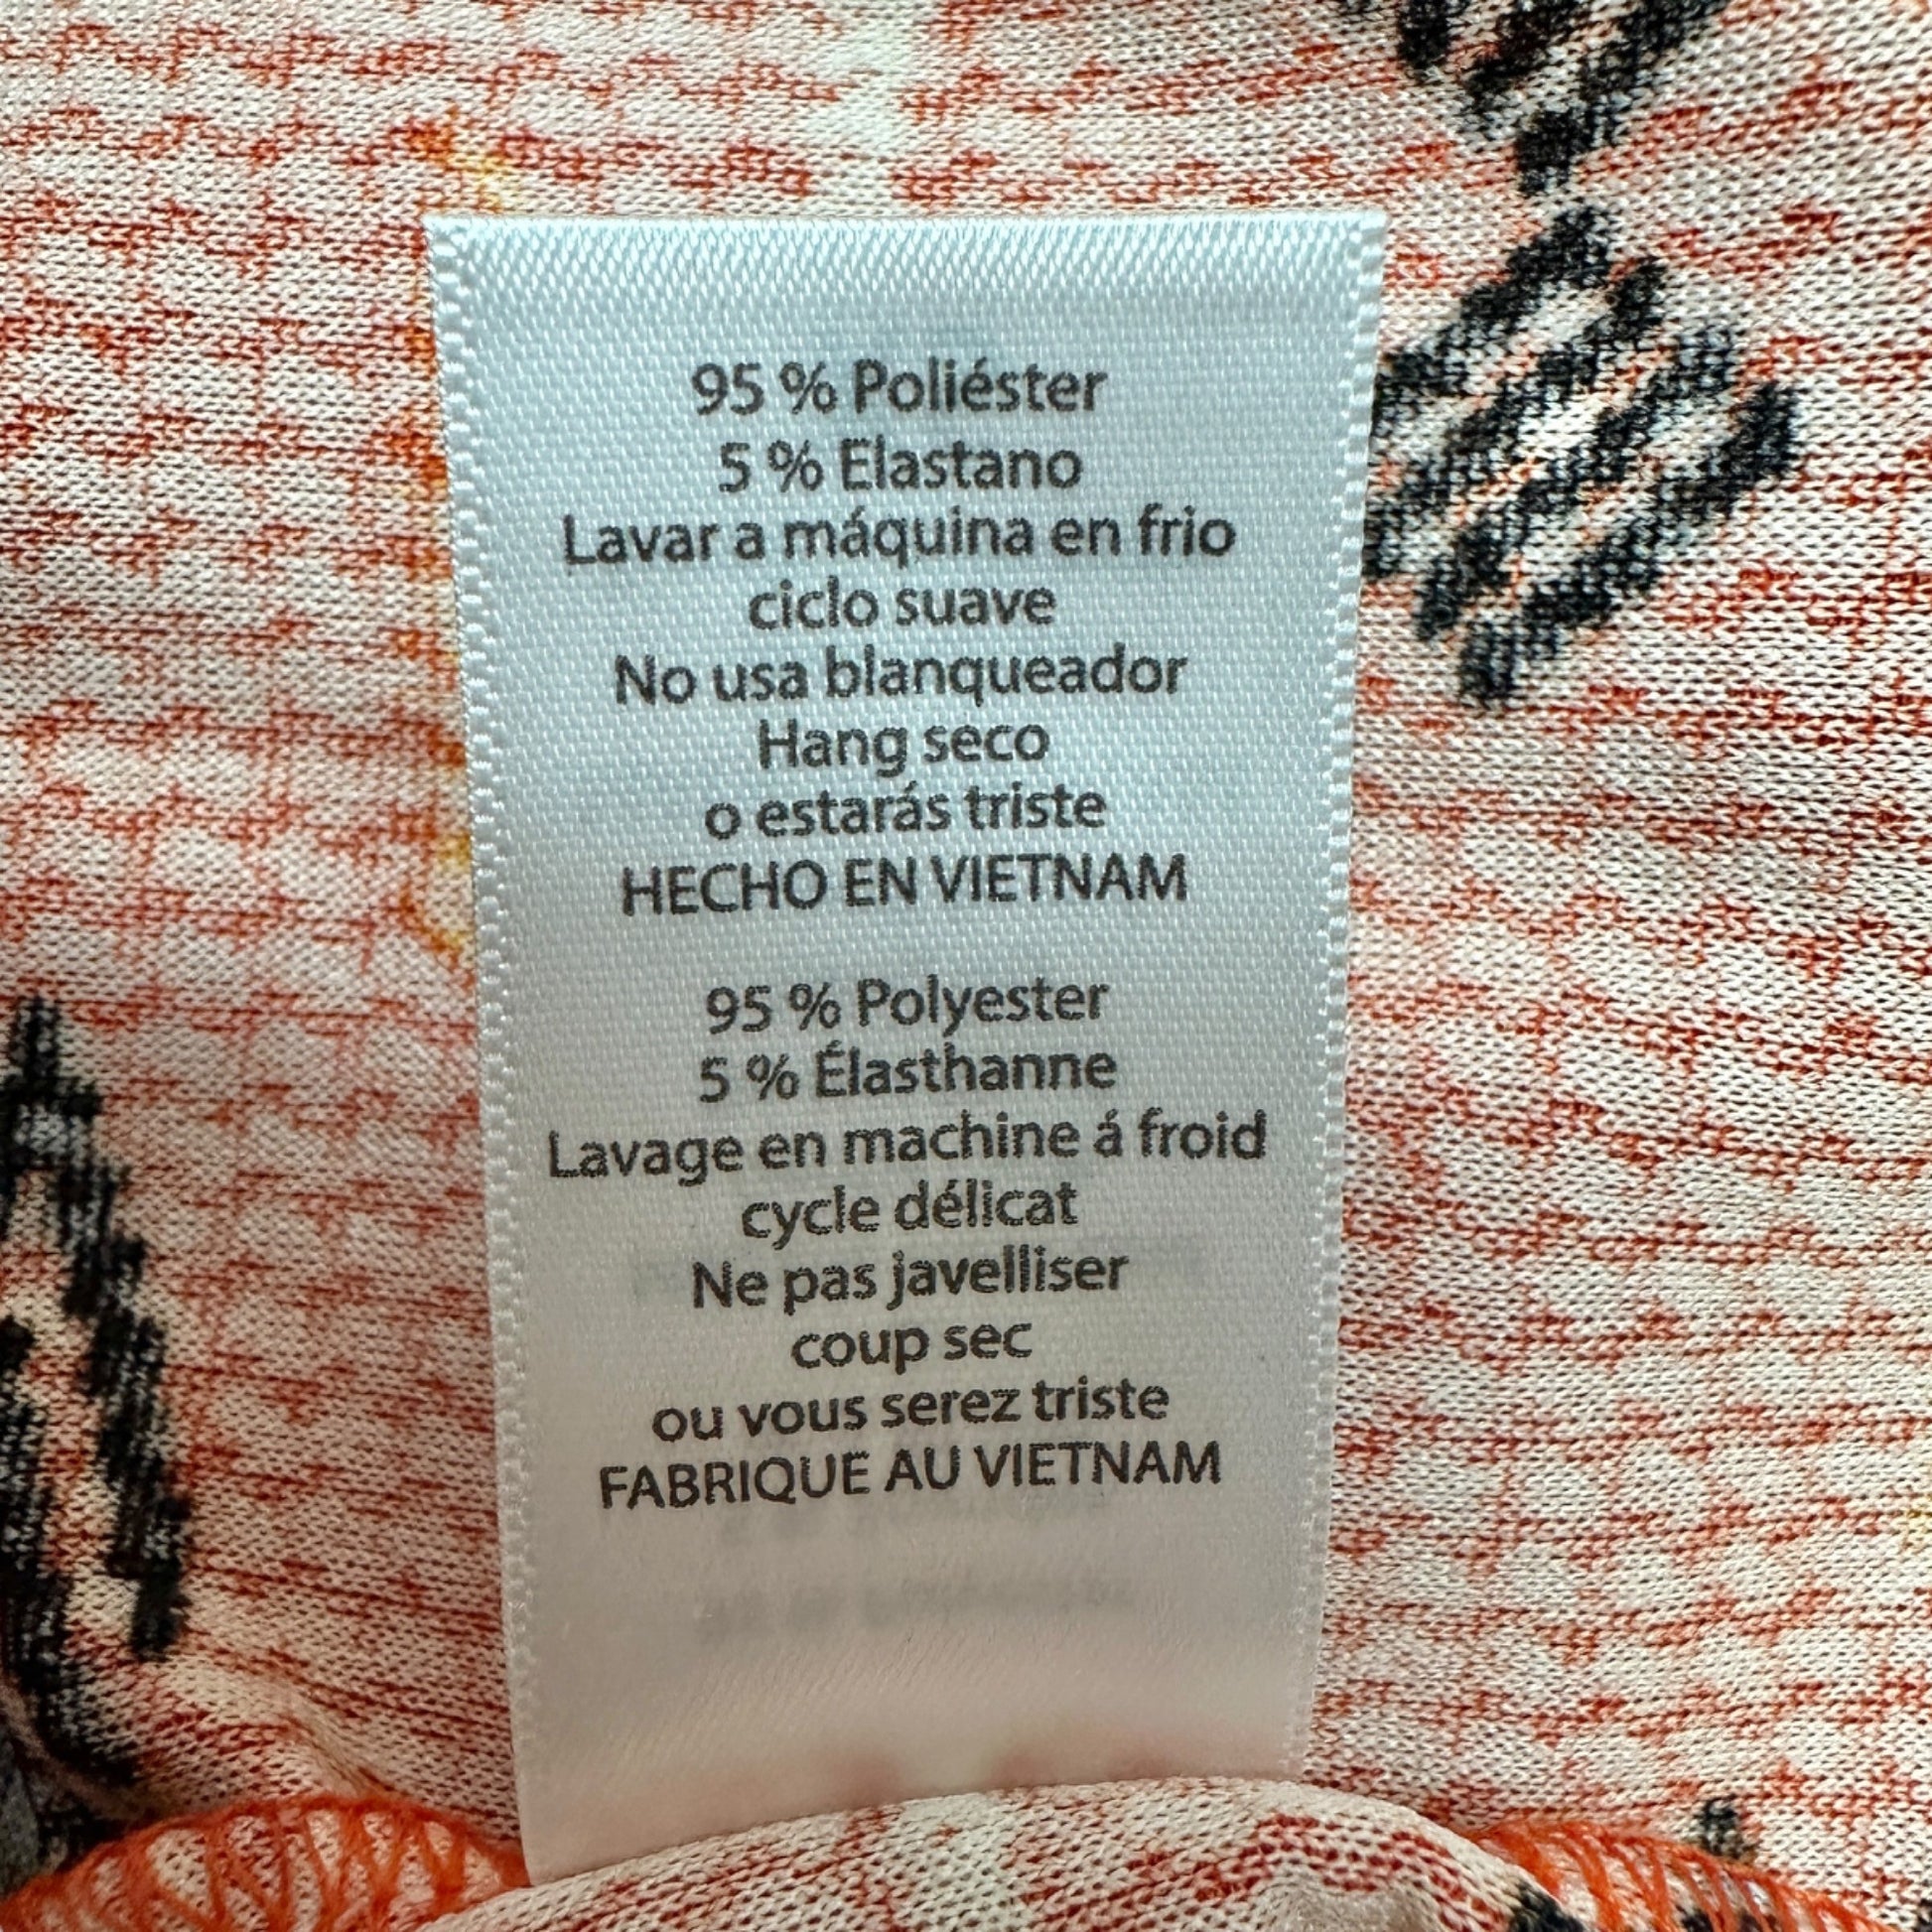 95 % Poliéster
5 % Elastano
Lavar a máquina en frio
ciclo suave
No usa blanqueador
Hang seco
o estarás triste
HECHO EN VIETNAM
95 % Polyester
5 % Élasthanne
Lavage en machine á froid
cycle délicat
Ne pas javelliser
coup sec
ou vous serez triste
FABRIQUE AU VIETNAM